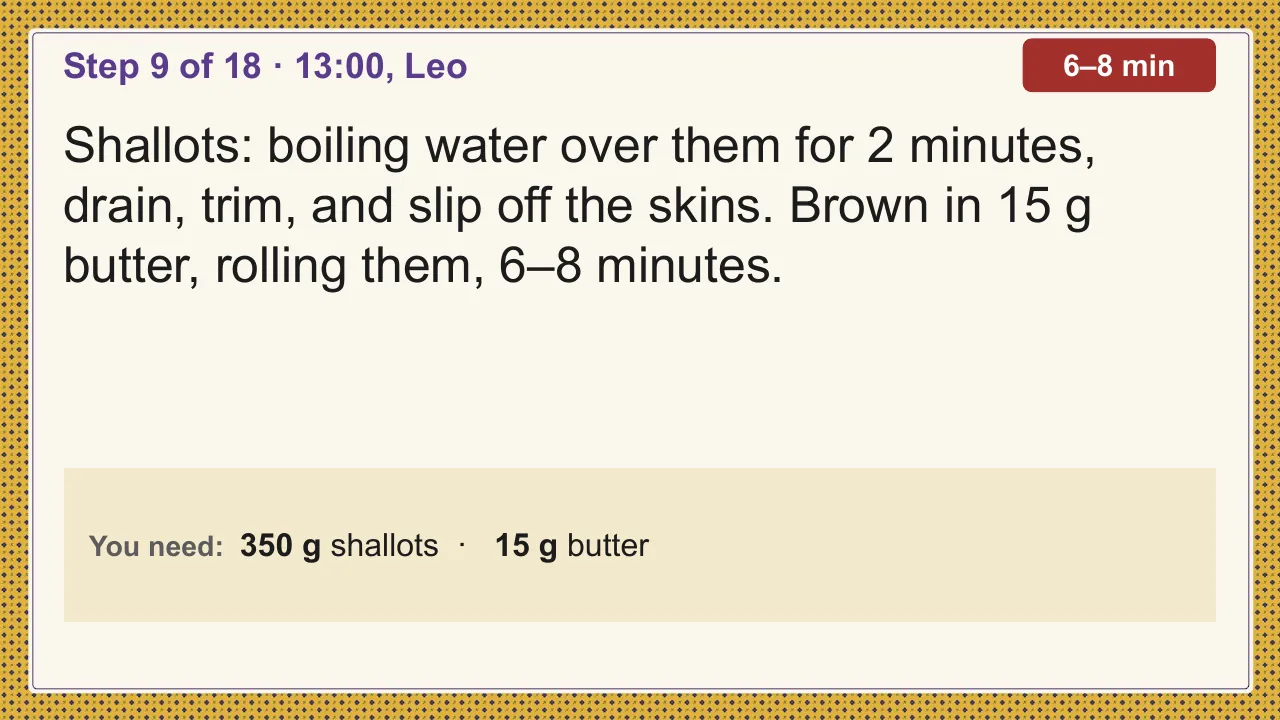 Step 9 of 18 · 13:00, Leo
6–8 min
Shallots: boiling water over them for 2 minutes,
drain, trim, and slip off the skins. Brown in 15 g
butter, rolling them, 6–8 minutes.
You need: 350 g shallots · 15 g butter